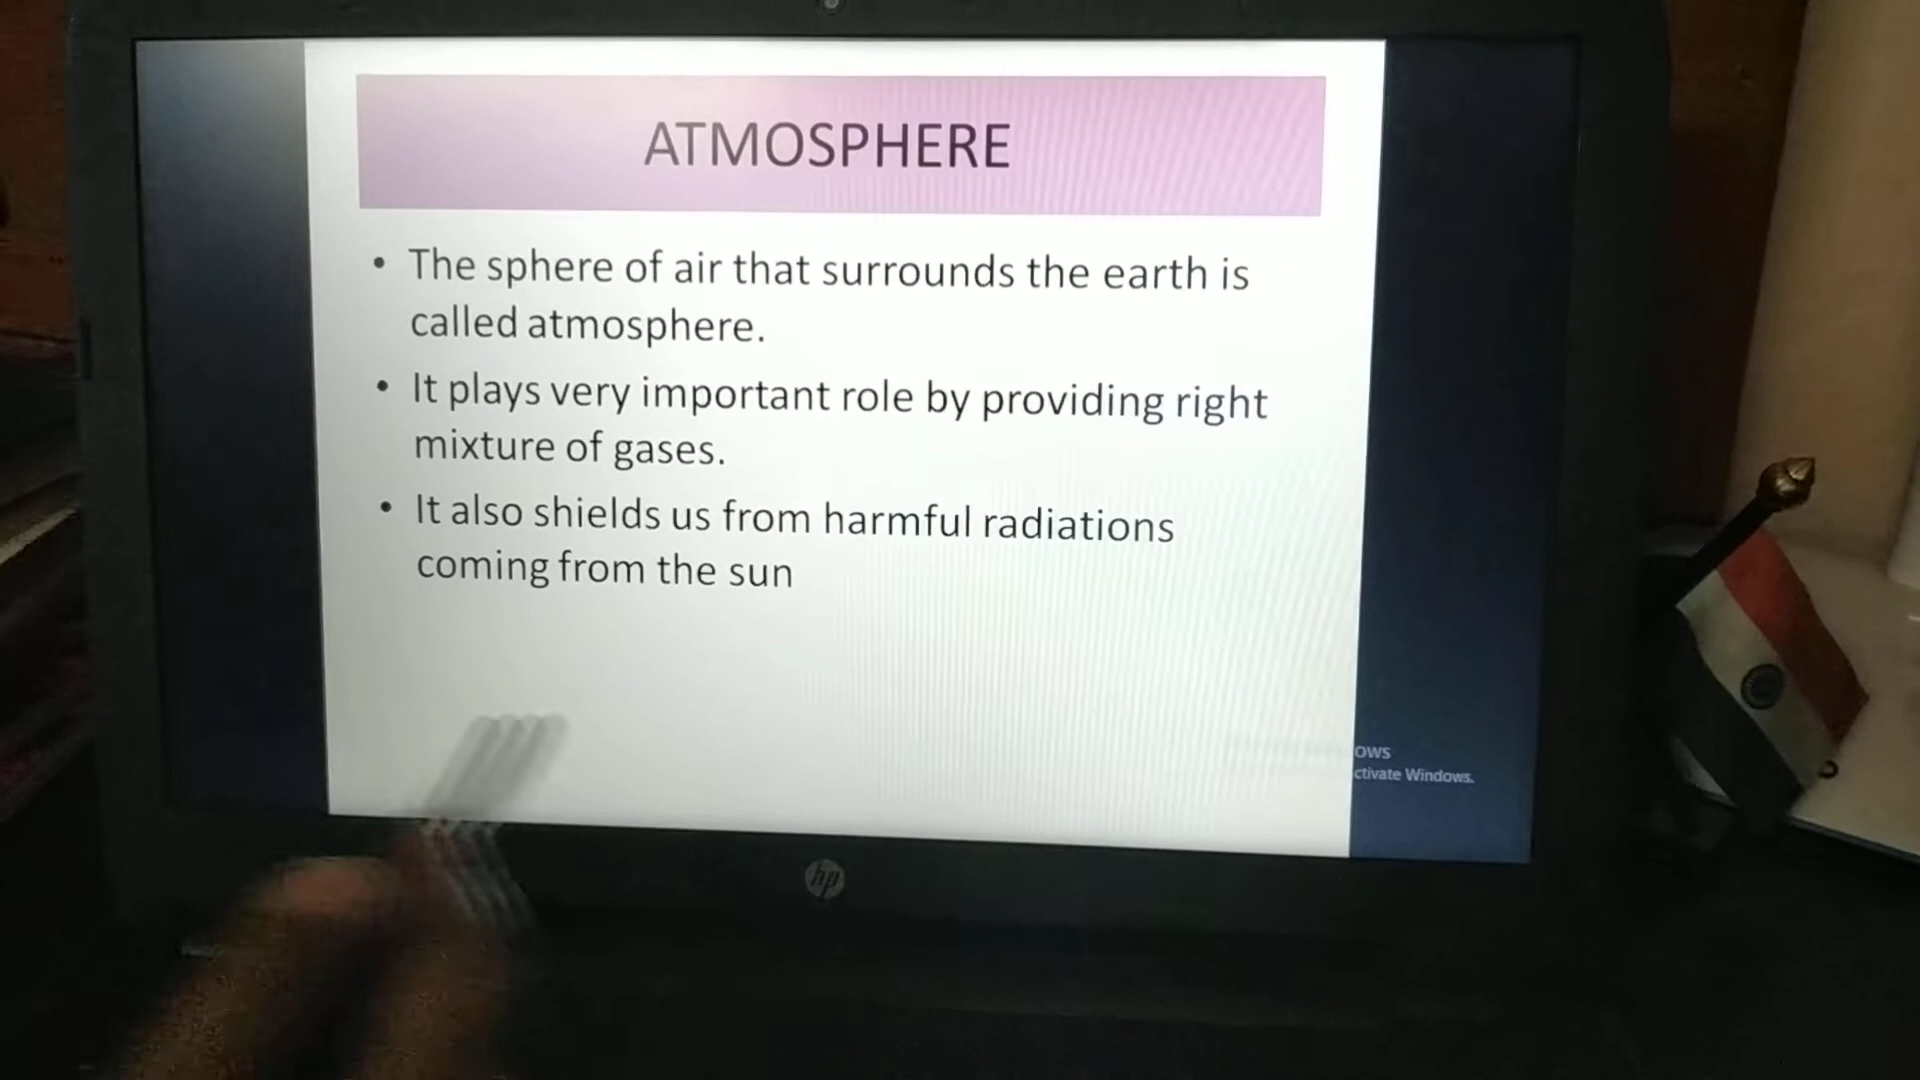 ATMOSPHERE
• The sphere of air that surrounds the earth is
called atmosphere.
• It plays very important role by providing right
mixture of gases.
• It also shields us from harmful radiations
coming from the sun
ows
ctivate Windows.
hp